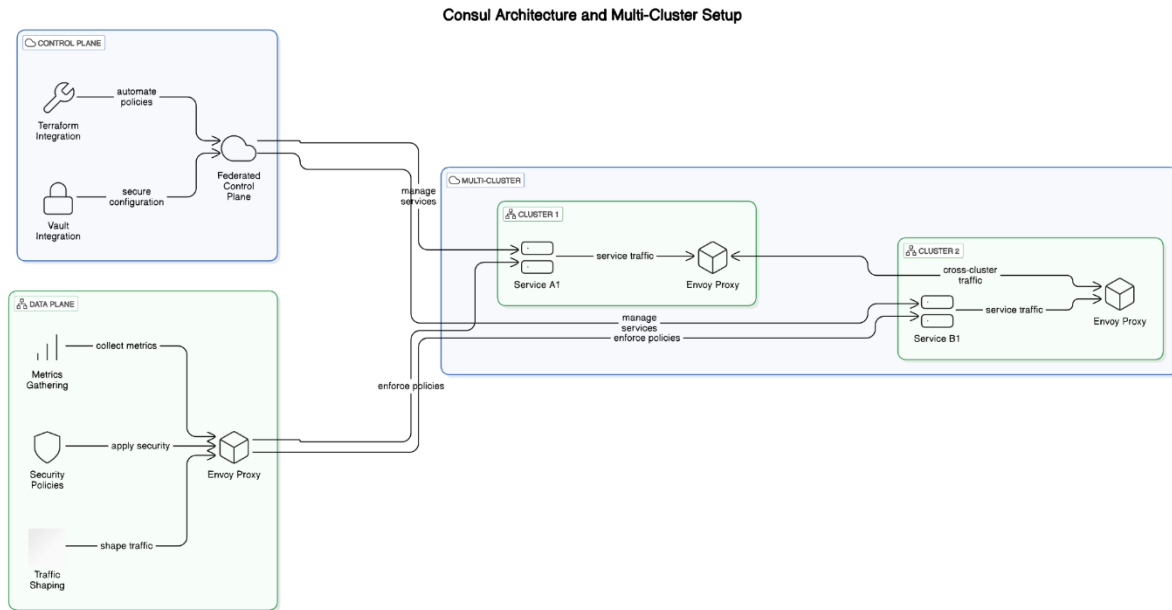 Consul Architecture and Multi-Cluster Setup
CONTROL PLANE
automate
policies
Terraform
Integration
Federated
Control
Plane
secure
configuration
Vault
Integration
manage
services
MULTI-CLUSTER
CLUSTER 1
service traffic
Service A1
Envoy Proxy
CLUSTER 2
cross-cluster
traffic
service traffic
Service B1
Envoy Proxy
manage
services
enforce policies
DATA PLANE
collect metrics
Metrics
Gathering
enforce policies
apply security
Security
Policies
Envoy Proxy
shape traffic
Traffic
Shaping